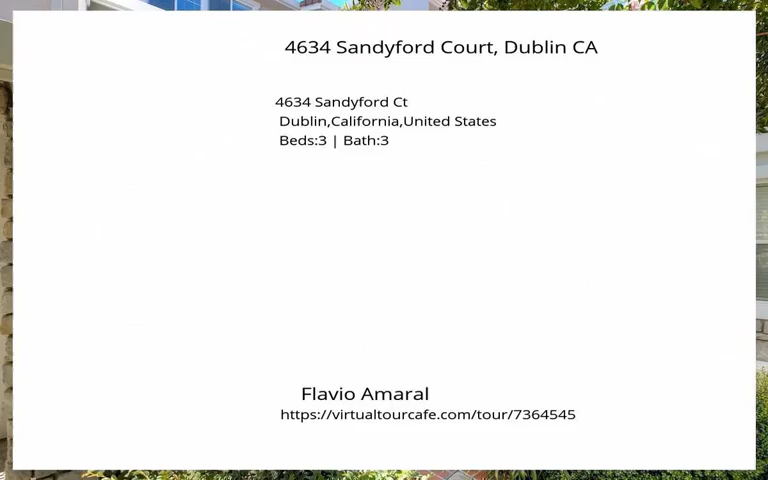 4634 Sandyford Court, Dublin CA
4634 Sandyford Ct
Dublin,California,United States
Beds:3 | Bath:3
Flavio Amaral
https://virtualtourcafe.com/tour/7364545